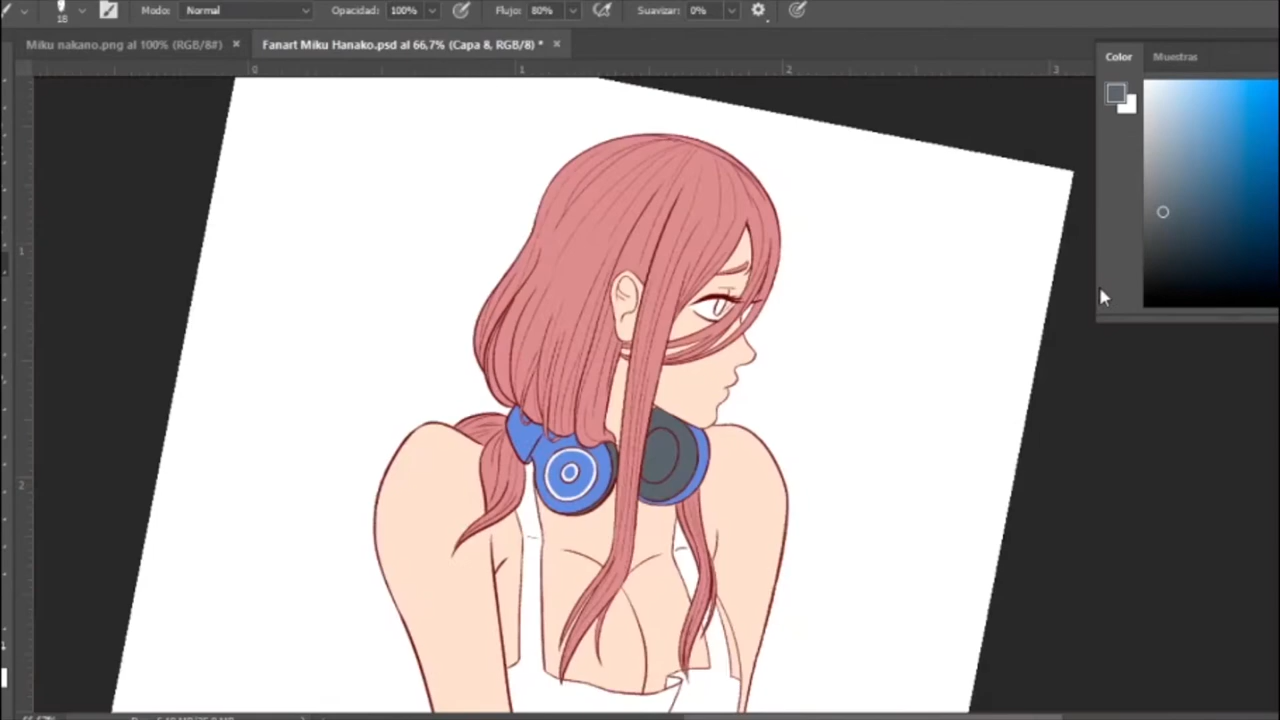 18 Modo: Normal Opacidad: 100% Flujo: 80% Suavizar: 0%
Miku nakano.png al 100% (RGB/8#) × Fanart Miku Hanako.psd al 66,7% (Capa 8, RGB/8) * ×
Color Muestras
0 1 2 3
1
2